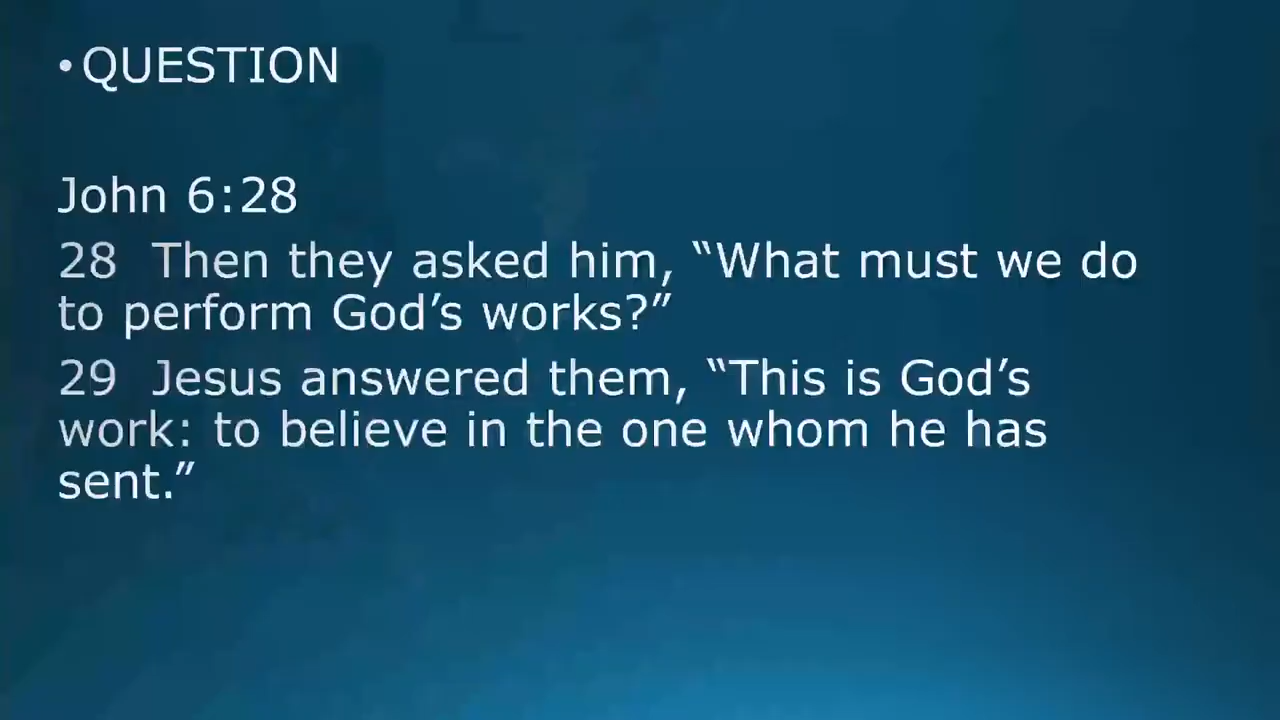 • QUESTION
John 6:28
28  Then they asked him, “What must we do
to perform God’s works?”
29  Jesus answered them, “This is God’s
work: to believe in the one whom he has
sent.”